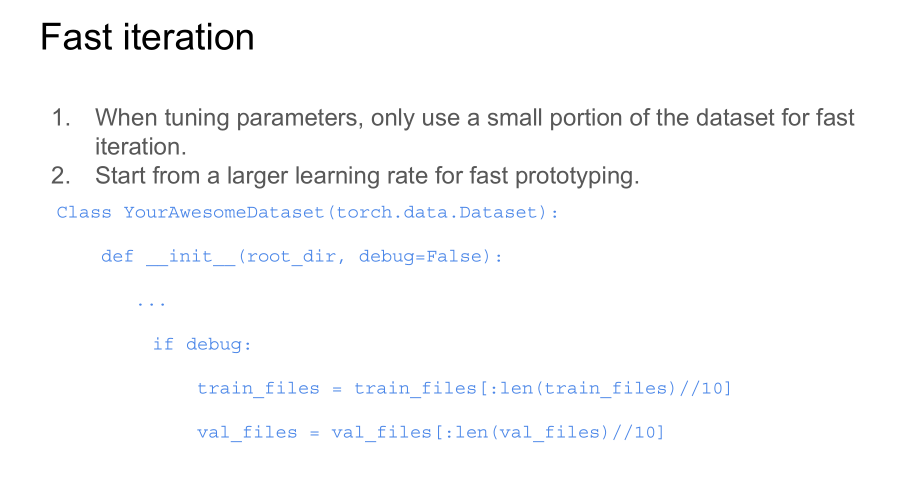 Fast iteration
1. When tuning parameters, only use a small portion of the dataset for fast
iteration.
2. Start from a larger learning rate for fast prototyping.
Class YourAwesomeDataset(torch.data.Dataset):
def __init__(root_dir, debug=False):
...
if debug:
train_files = train_files[:len(train_files)//10]
val_files = val_files[:len(val_files)//10]